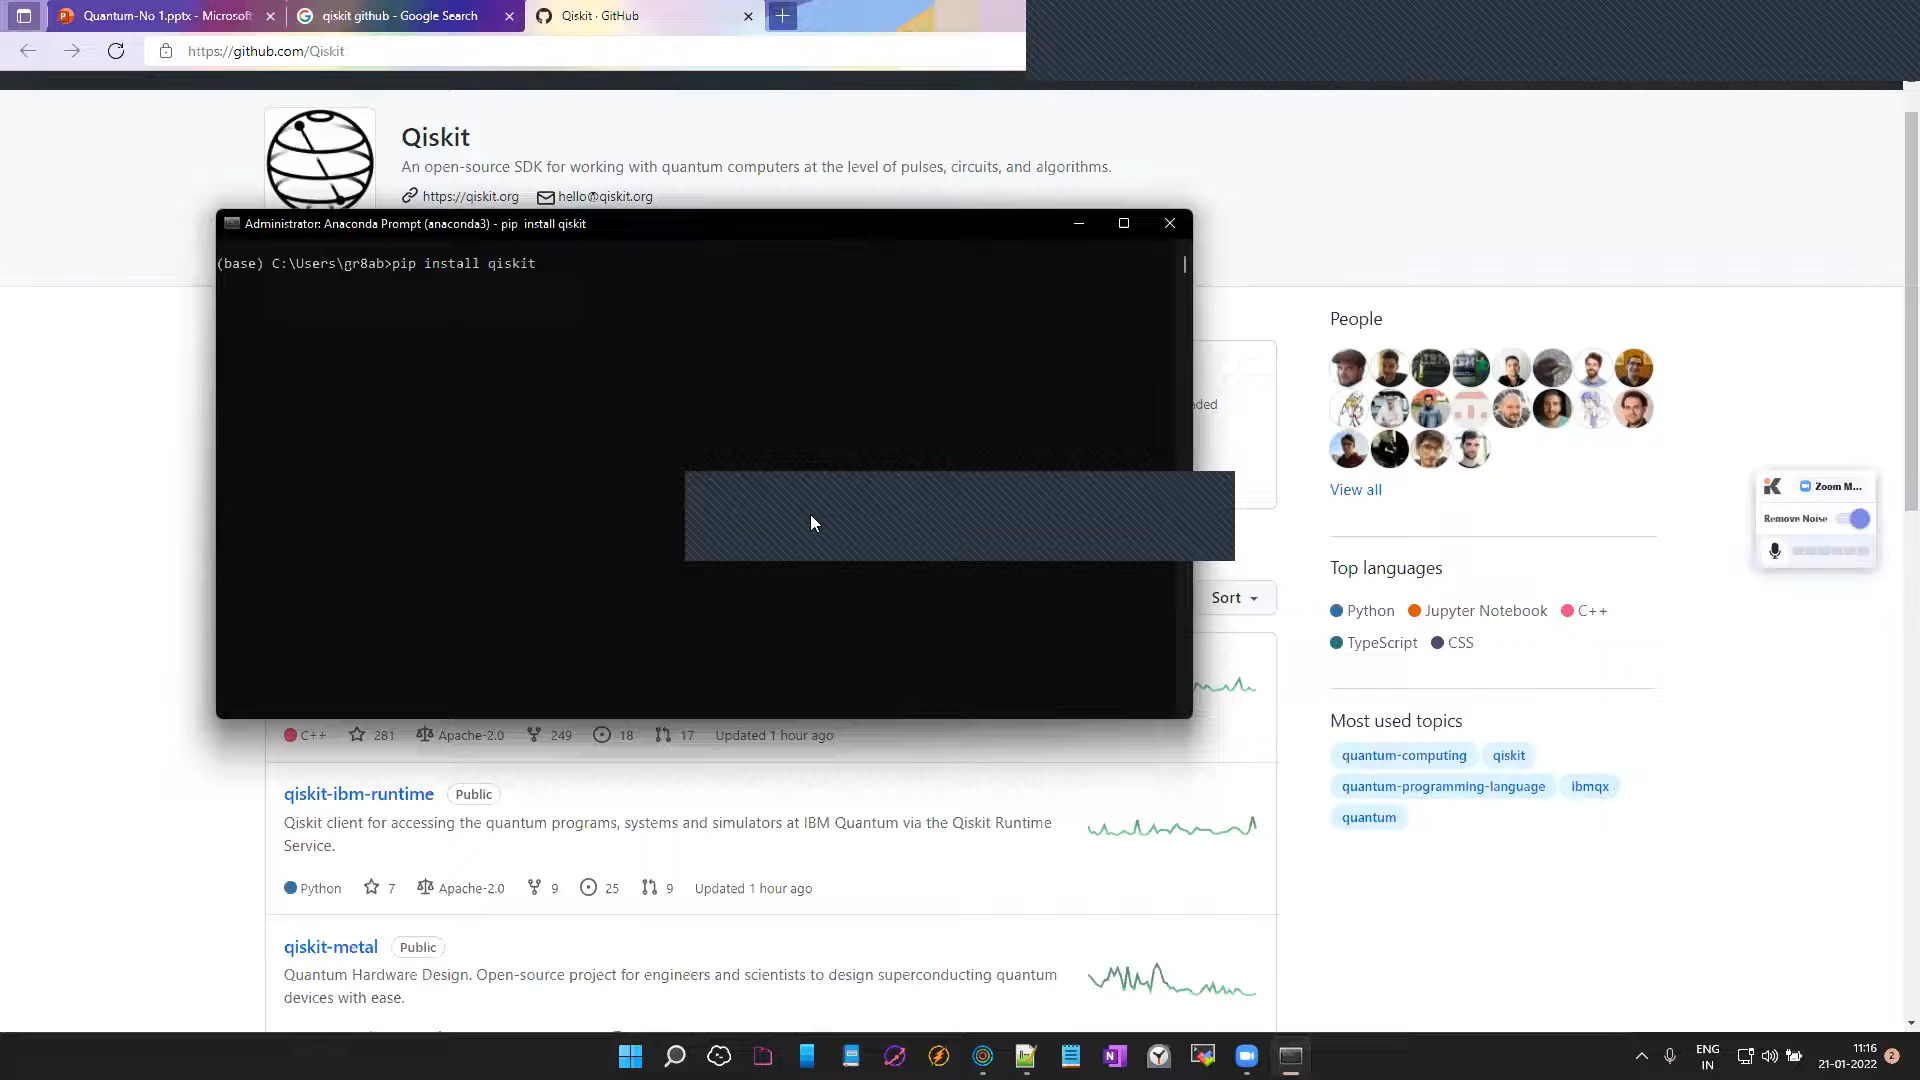 Quantum-No 1.pptx - Microsoft
qiskit github - Google Search
Qiskit · GitHub
https://github.com/Qiskit
Qiskit
An open-source SDK for working with quantum computers at the level of pulses, circuits, and algorithms.
https://qiskit.org
hello@qiskit.org
Administrator: Anaconda Prompt (anaconda3) - pip  install qiskit
(base) C:\Users\gr8ab>pip install qiskit
People
View all
Zoom M...
Remove Noise
Top languages
Python
Jupyter Notebook
C++
TypeScript
CSS
Sort
Most used topics
quantum-computing
qiskit
quantum-programming-language
ibmqx
quantum
C++ 281 Apache-2.0 249 18 17 Updated 1 hour ago
qiskit-ibm-runtime Public
Qiskit client for accessing the quantum programs, systems and simulators at IBM Quantum via the Qiskit Runtime
Service.
Python 7 Apache-2.0 9 25 9 Updated 1 hour ago
qiskit-metal Public
Quantum Hardware Design. Open-source project for engineers and scientists to design superconducting quantum
devices with ease.
ENG
IN
11:16
21-01-2022
2